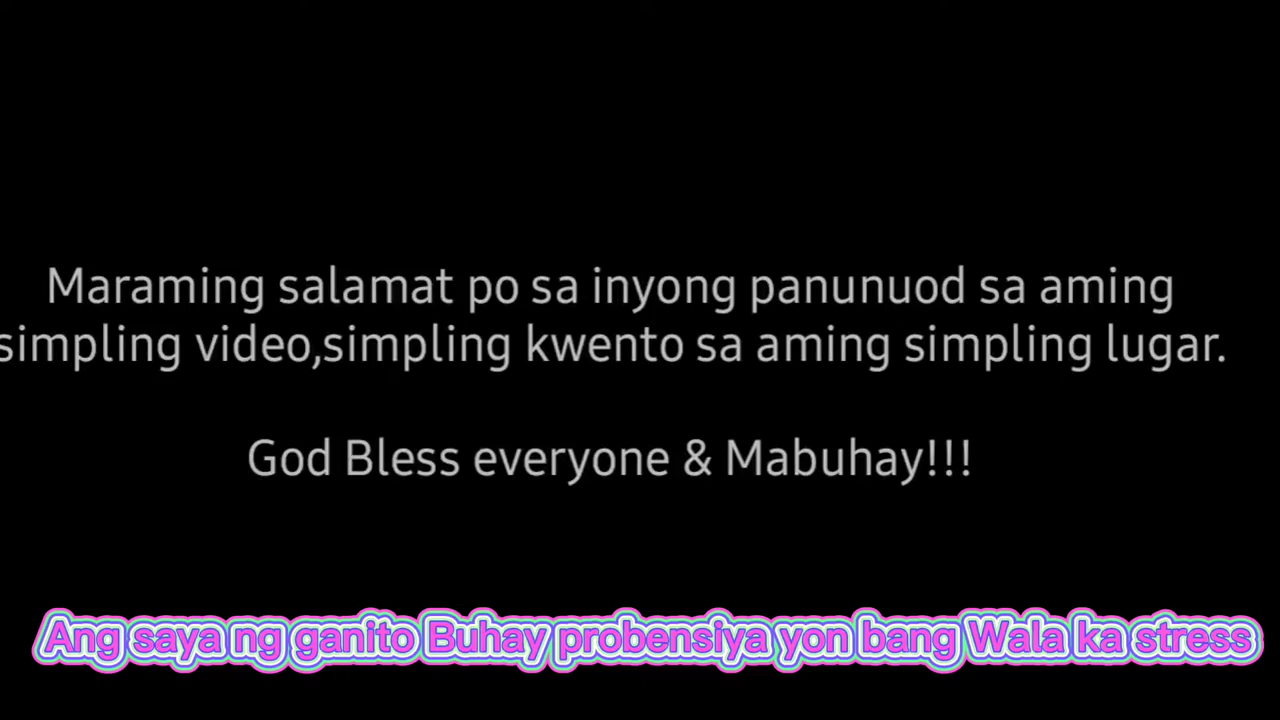 Maraming salamat po sa inyong panunuod sa aming
simpling video,simpling kwento sa aming simpling lugar.
God Bless everyone & Mabuhay!!!
Ang saya ng ganito Buhay probensiya yon bang Wala ka stress